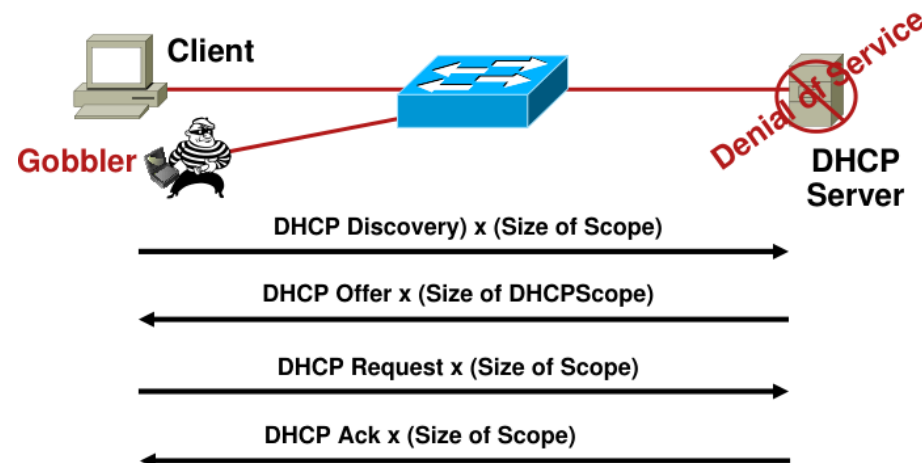 Client
Denial of Service
Gobbler
DHCP
Server
DHCP Discovery) x (Size of Scope)
DHCP Offer x (Size of DHCPScope)
DHCP Request x (Size of Scope)
DHCP Ack x (Size of Scope)